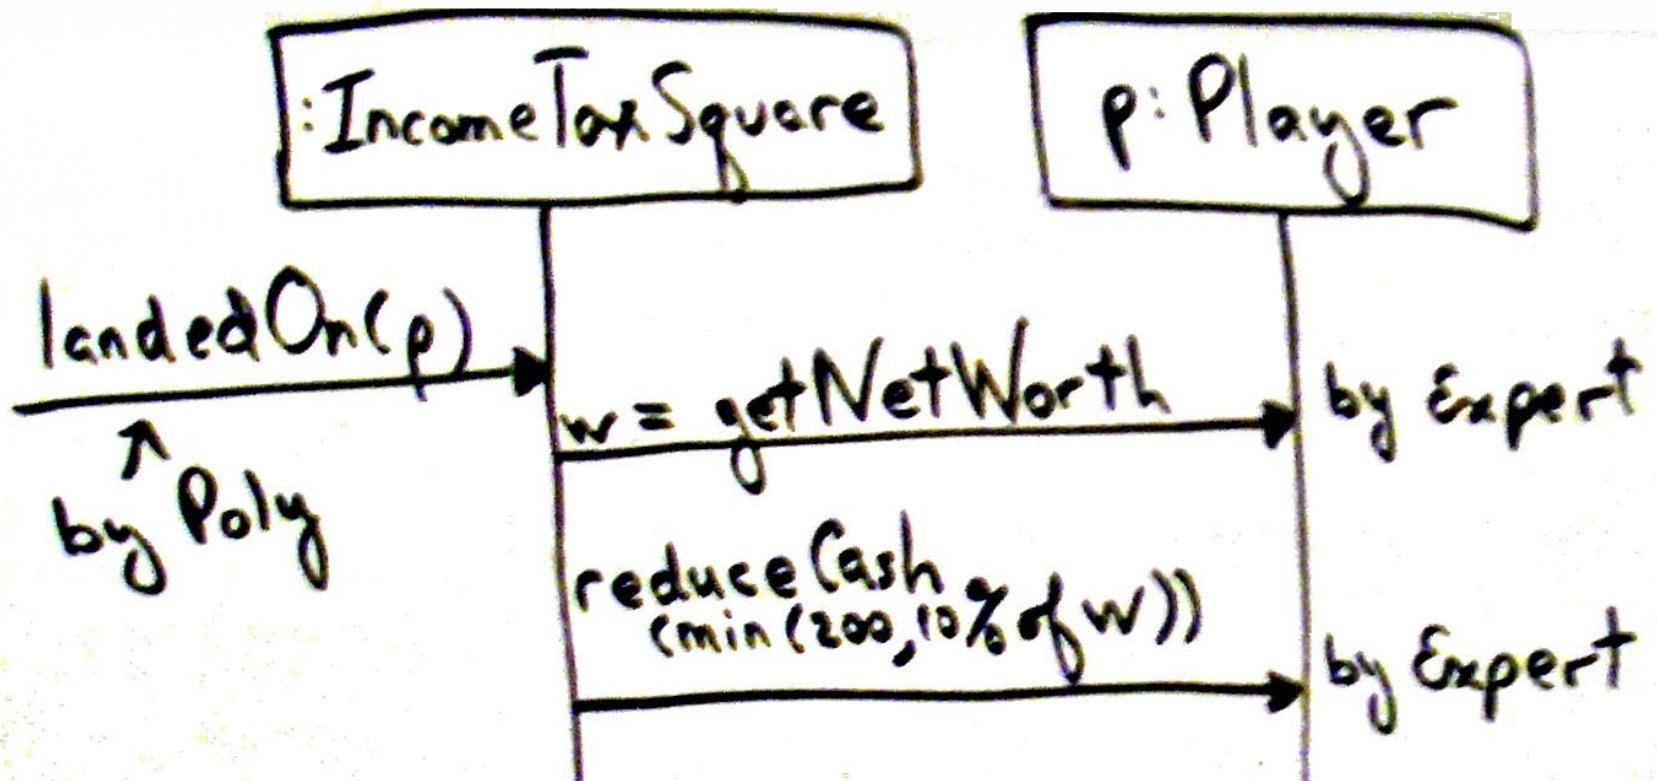 :IncomeTaxSquare
p: Player
landedOn(p)
by Poly
w = getNetWorth
by Expert
reduceCash
(min(200,10% of w))
by Expert